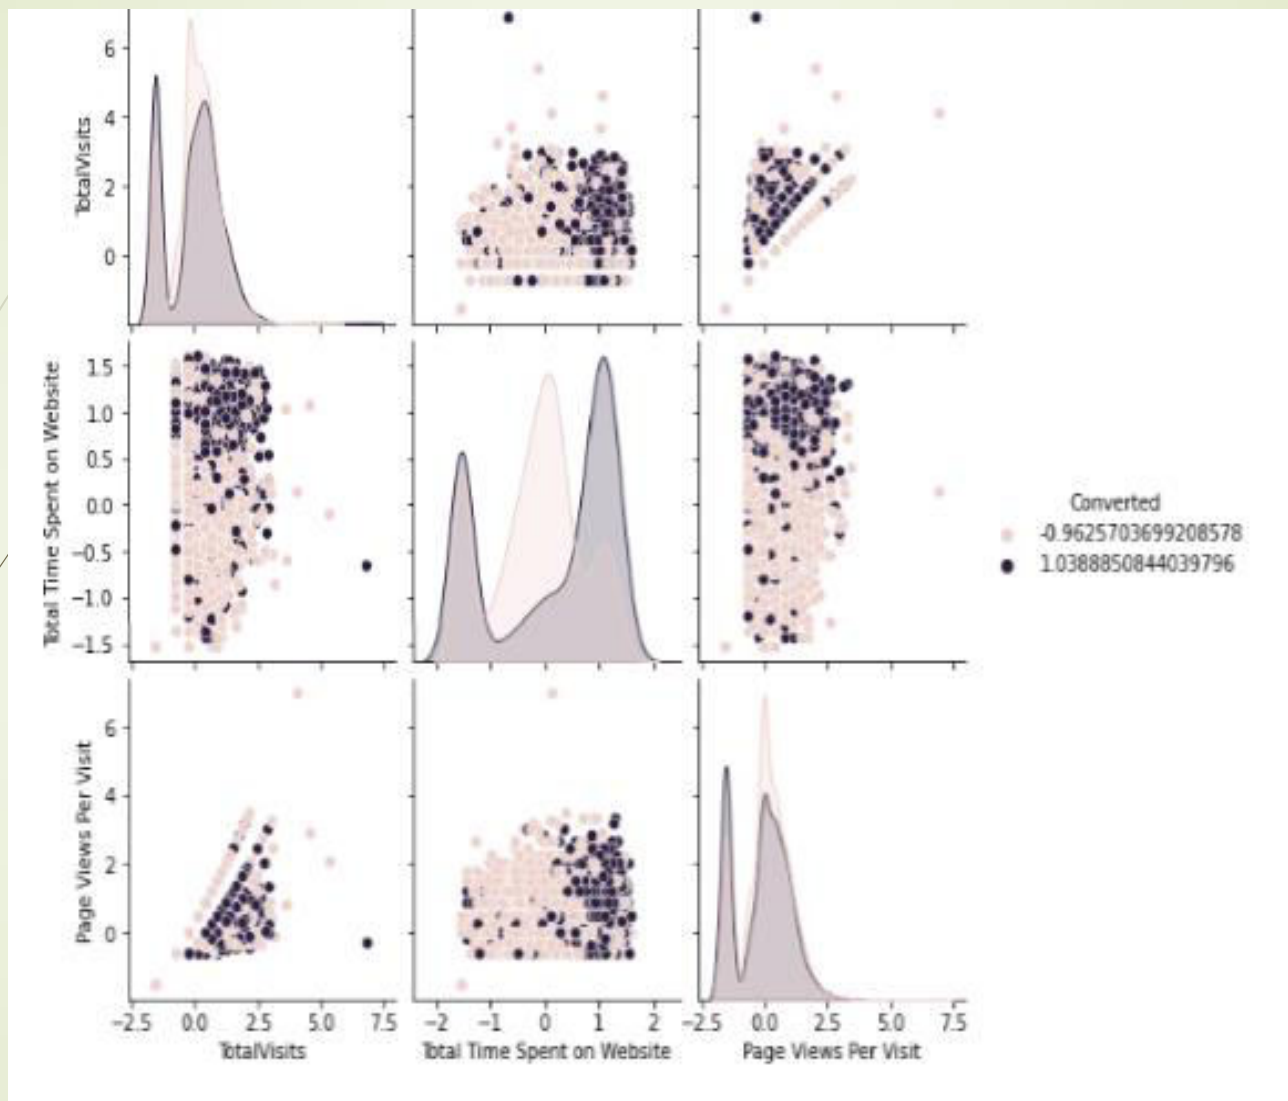 6
4
2
0
TotalVisits
1.5
1.0
0.5
0.0
−0.5
−1.0
−1.5
Total Time Spent on Website
Converted
-0.9625703699208578
1.0388850844039796
6
4
2
0
Page Views Per Visit
−2.5 0.0 2.5 5.0 7.5
−2 −1 0 1 2
−2.5 0.0 2.5 5.0 7.5
TotalVisits
Total Time Spent on Website
Page Views Per Visit